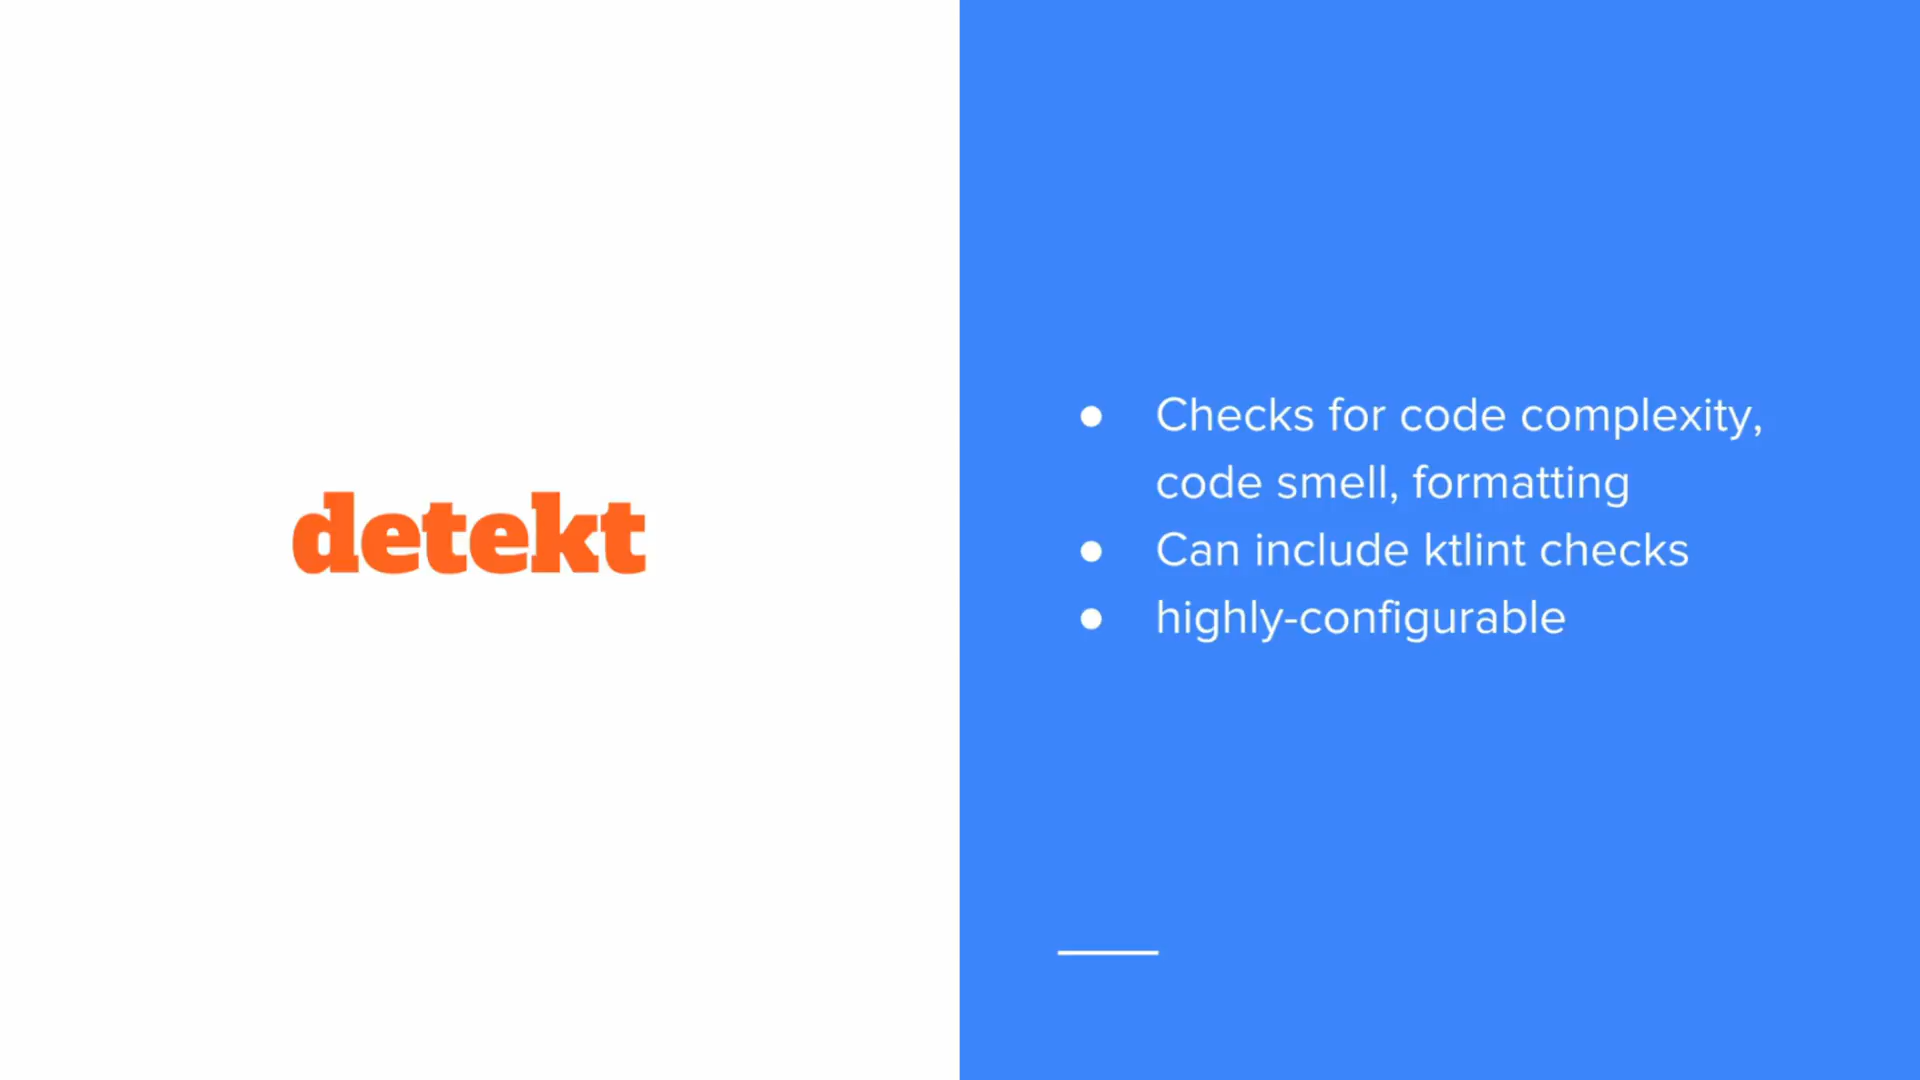 detekt
● Checks for code complexity,
code smell, formatting
● Can include ktlint checks
● highly-configurable